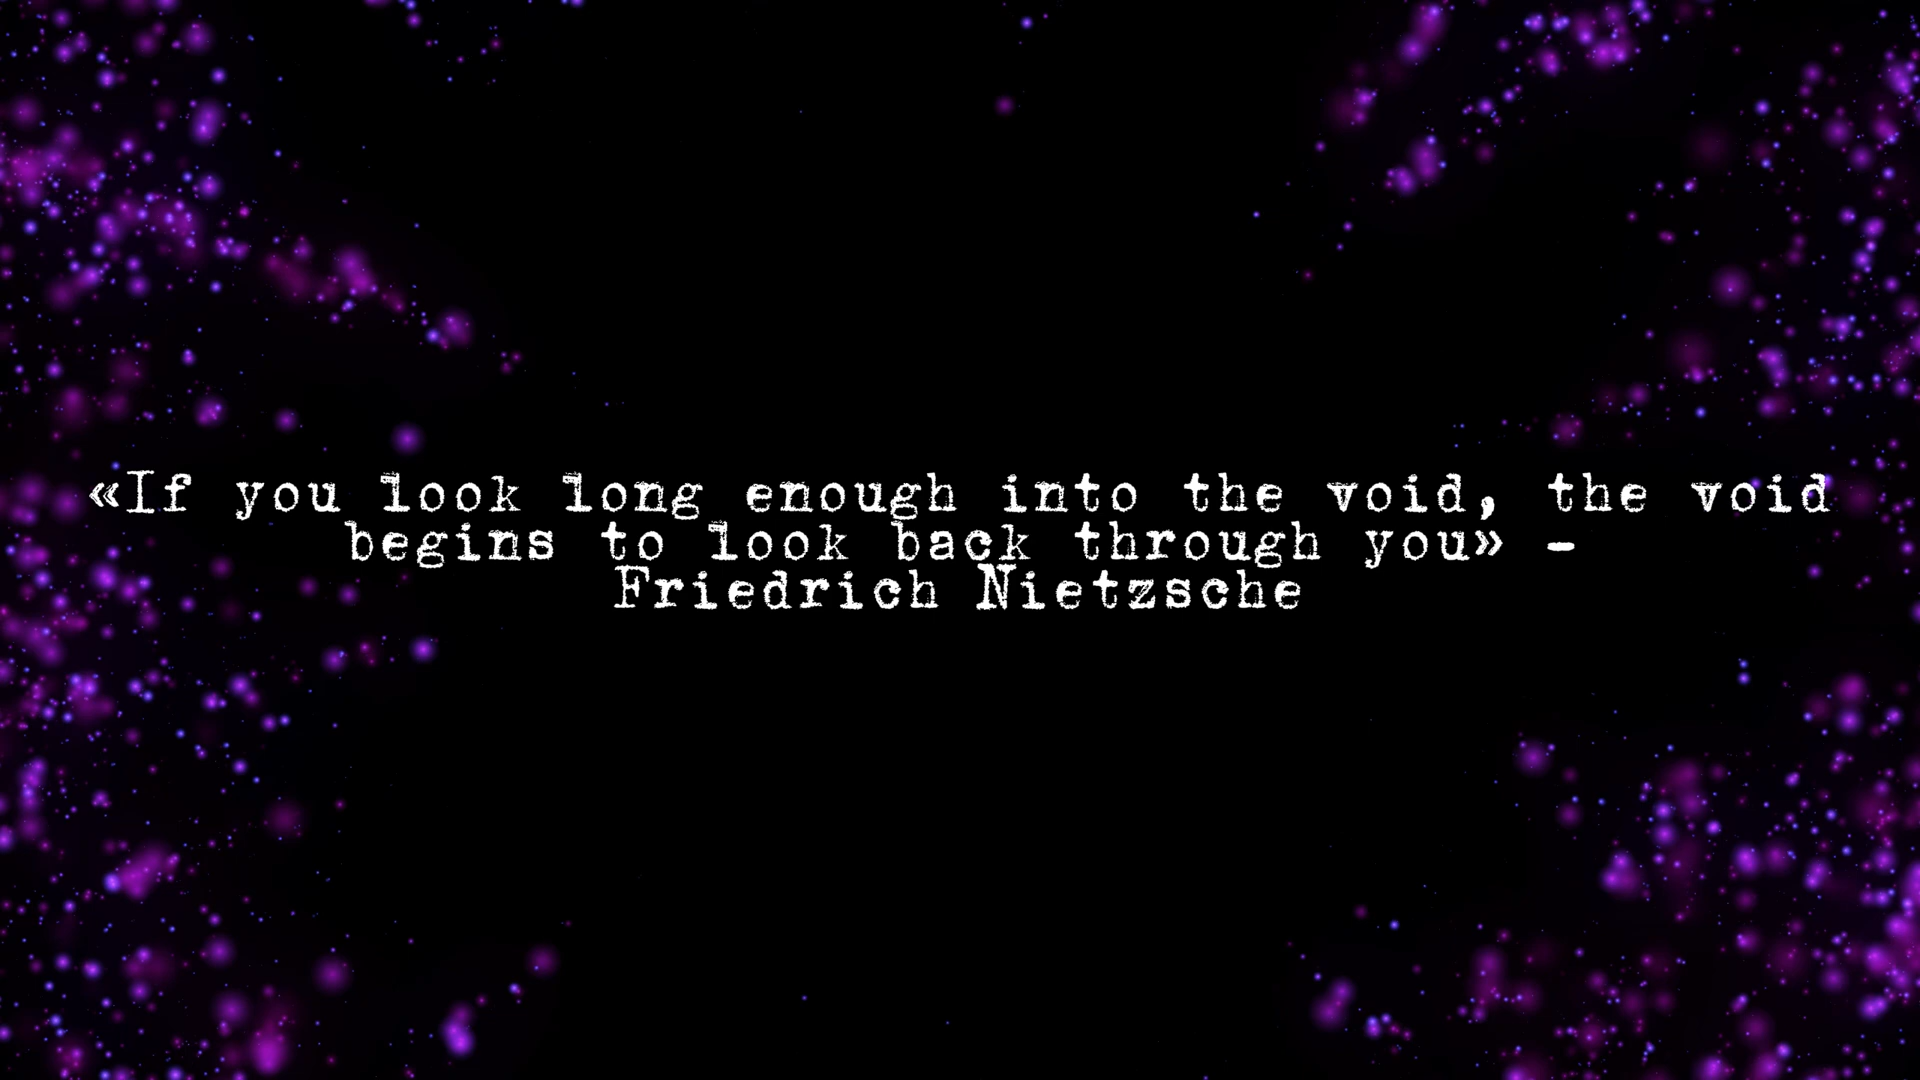 «If you look long enough into the void, the void
begins to look back through you» -
Friedrich Nietzsche